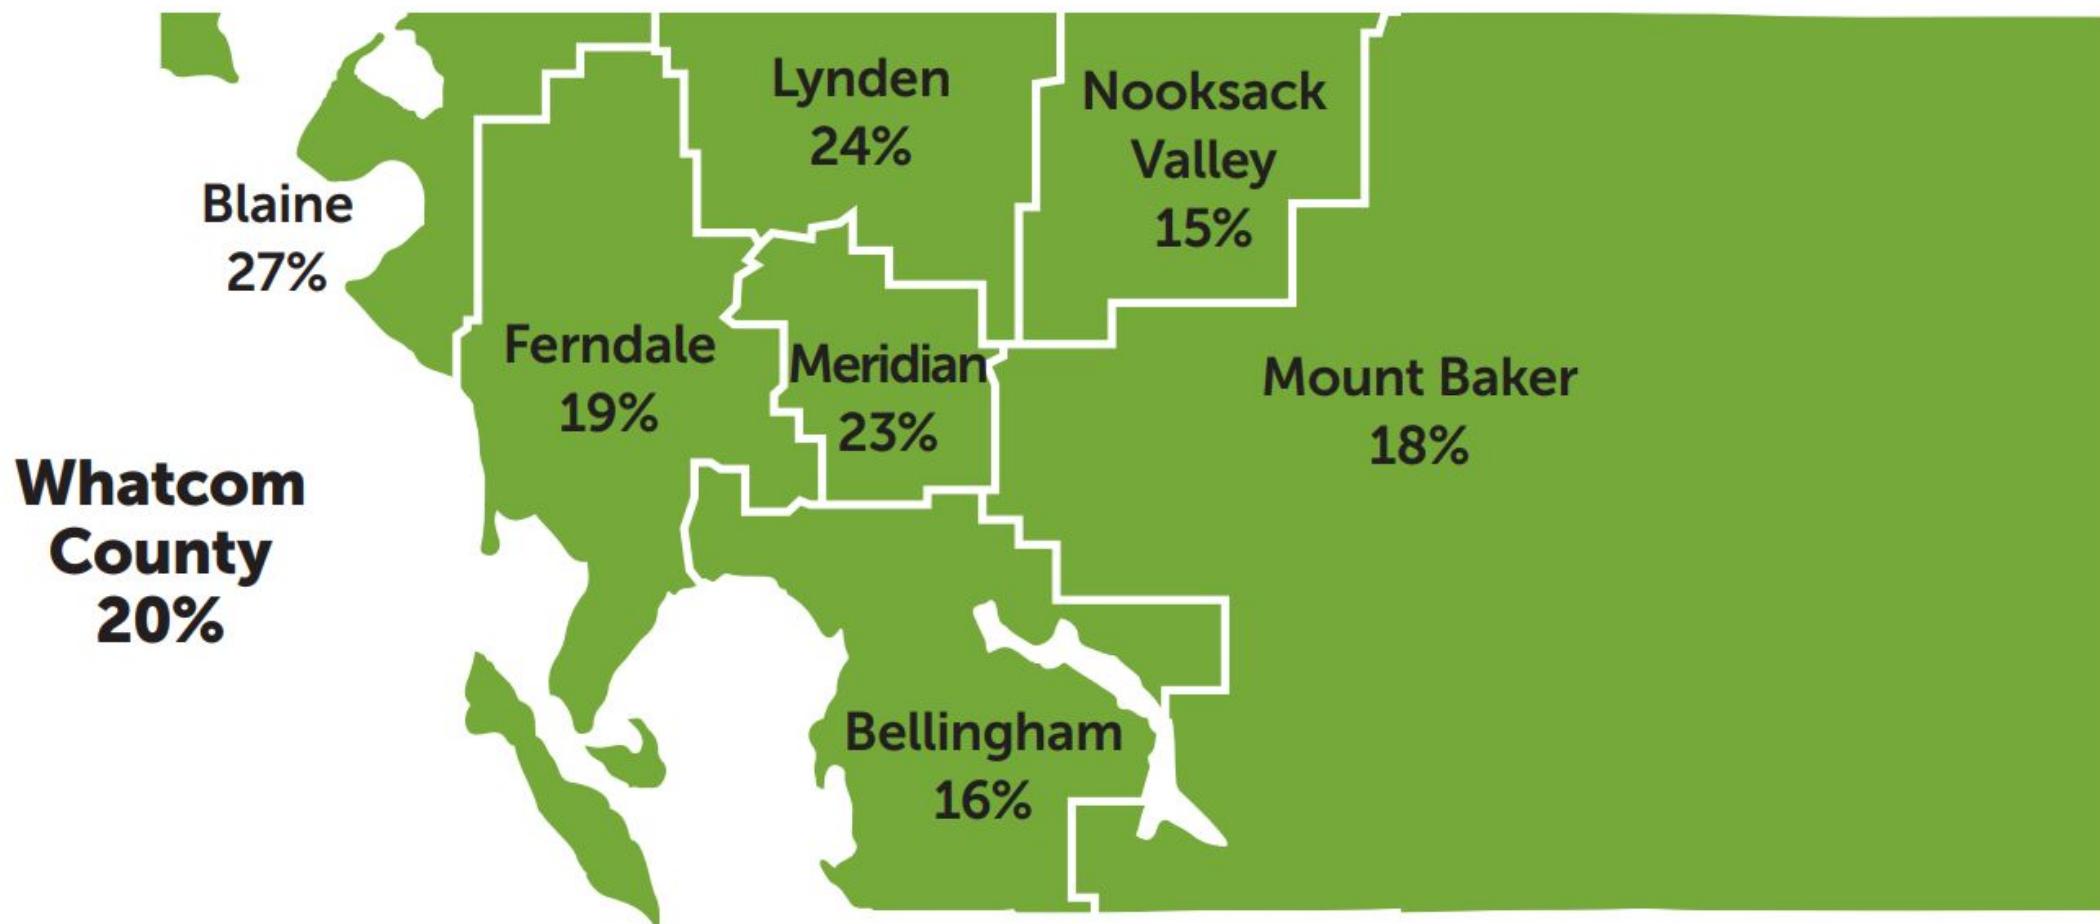 Lynden
24%
Nooksack
Valley
15%
Blaine
27%
Ferndale
19%
Meridian
23%
Mount Baker
18%
Whatcom
County
20%
Bellingham
16%